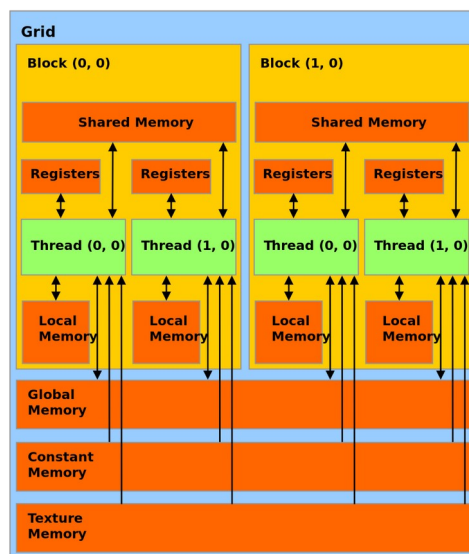 Grid
Block (0, 0)
Block (1, 0)
Shared Memory
Shared Memory
Registers
Registers
Registers
Registers
Thread (0, 0)
Thread (1, 0)
Thread (0, 0)
Thread (1, 0)
Local
Memory
Local
Memory
Local
Memory
Local
Memory
Global
Memory
Constant
Memory
Texture
Memory